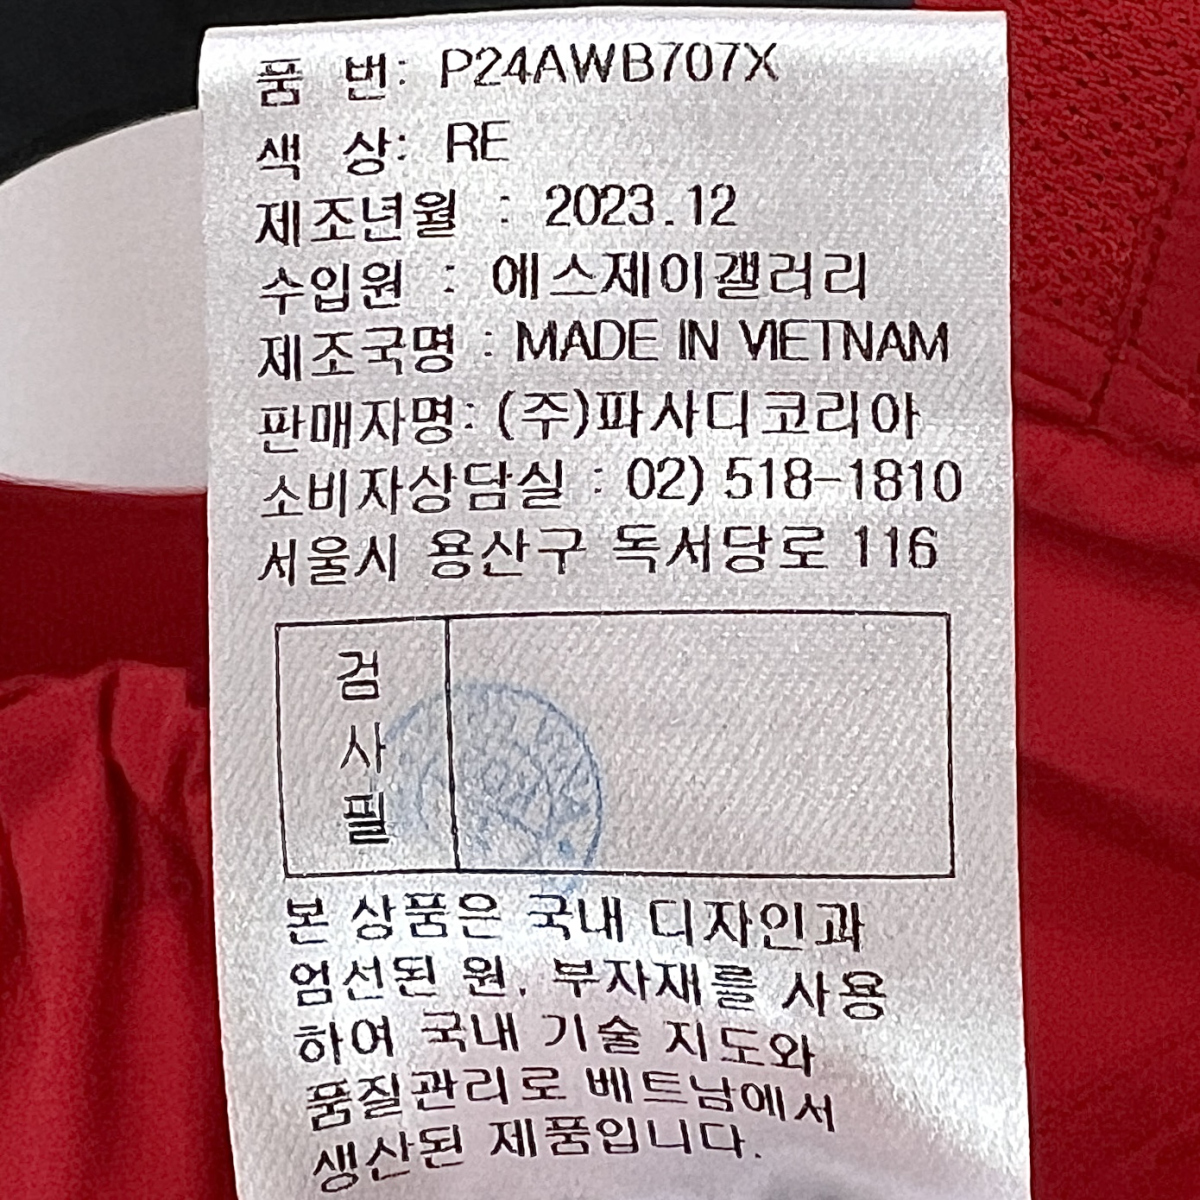 품 번: P24AWB707X
색 상: RE
제조년월 : 2023.12
수입원 : 에스제이갤러리
제조국명 : MADE IN VIETNAM
판매자명: (주)파사디코리아
소비자상담실 : 02) 518-1810
서울시 용산구 독서당로 116
검
사
필
본 상품은 국내 디자인과
엄선된 원, 부자재를 사용
하여 국내 기술 지도와
품질관리로 베트남에서
생산된 제품입니다.